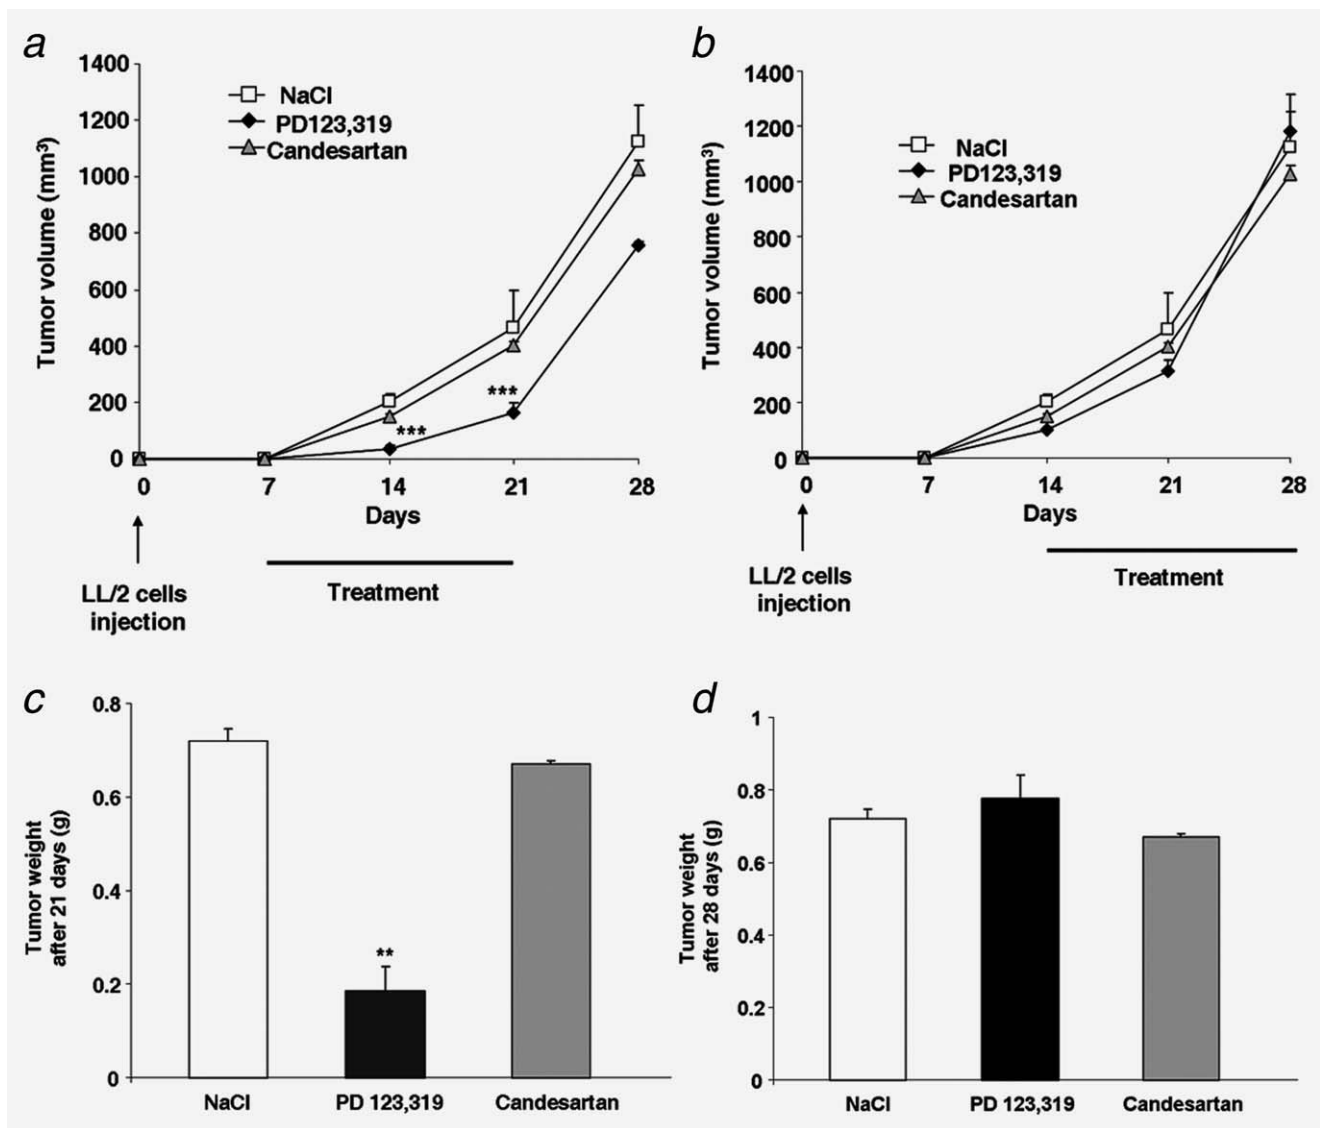 a
1400
1200
1000
800
600
400
200
0
Tumor volume (mm³)
NaCl
PD123,319
Candesartan
***
***
0 7 14 21 28
Days
LL/2 cells
injection
Treatment
b
1400
1200
1000
800
600
400
200
0
Tumor volume (mm³)
NaCl
PD123,319
Candesartan
0 7 14 21 28
Days
LL/2 cells
injection
Treatment
c
0.8
0.6
0.4
0.2
0
Tumor weight
after 21 days (g)
**
NaCl PD 123,319 Candesartan
d
1
0.8
0.6
0.4
0.2
0
Tumor weight
after 28 days (g)
NaCl PD 123,319 Candesartan